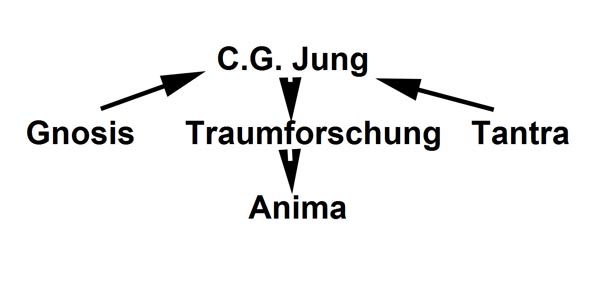 C.G. Jung
Gnosis Traumforschung Tantra
Anima